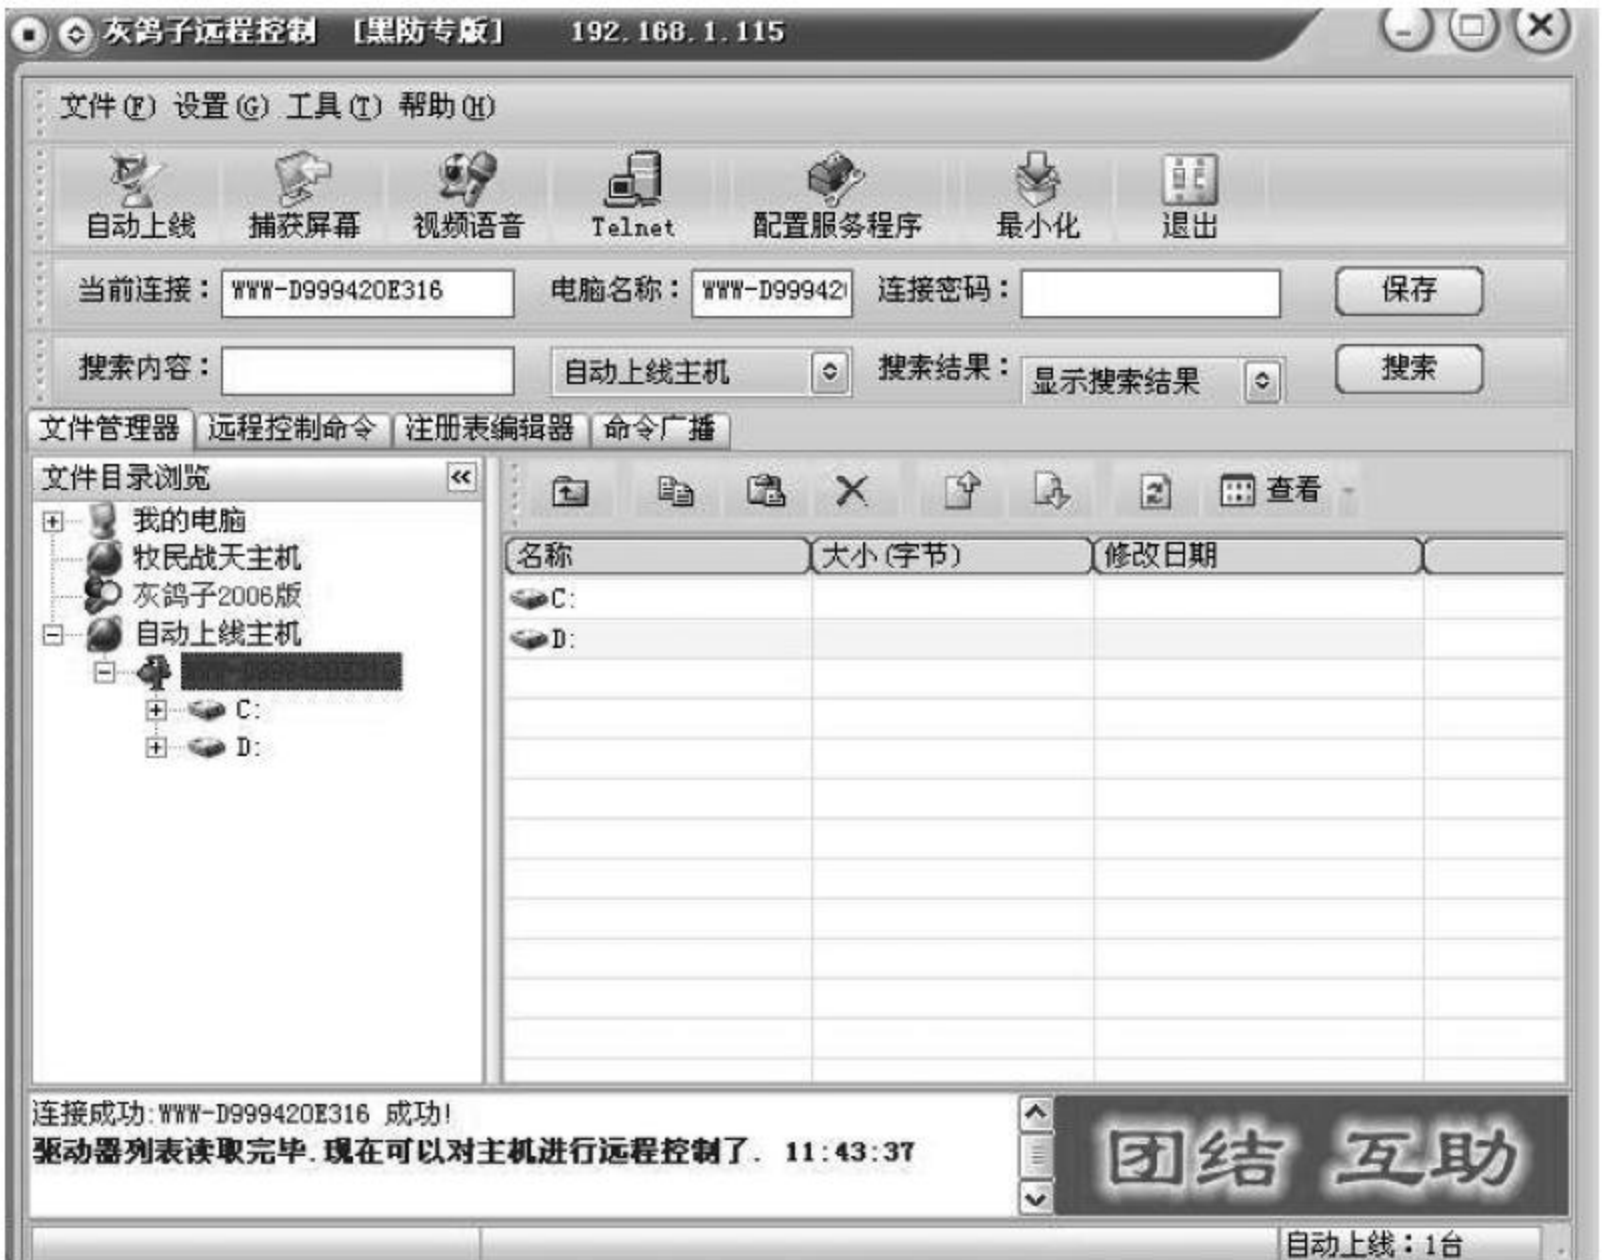 灰鸽子远程控制 [黑防专版] 192.168.1.115
文件(F) 设置(G) 工具(T) 帮助(H)
自动上线 捕获屏幕 视频语音 Telnet 配置服务程序 最小化 退出
当前连接： WWW-D999420E316 电脑名称： WWW-D99942 连接密码： 保存
搜索内容： 自动上线主机 搜索结果： 显示搜索结果 搜索
文件管理器 远程控制命令 注册表编辑器 命令广播
文件目录浏览 « 查看
我的电脑
名称 大小(字节) 修改日期
牧民战天主机
灰鸽子2006版
C:
自动上线主机
D:
WWW-D999420E316
C:
D:
连接成功:WWW-D999420E316 成功!
驱动器列表读取完毕.现在可以对主机进行远程控制了. 11:43:37
团结 互助
自动上线：1台